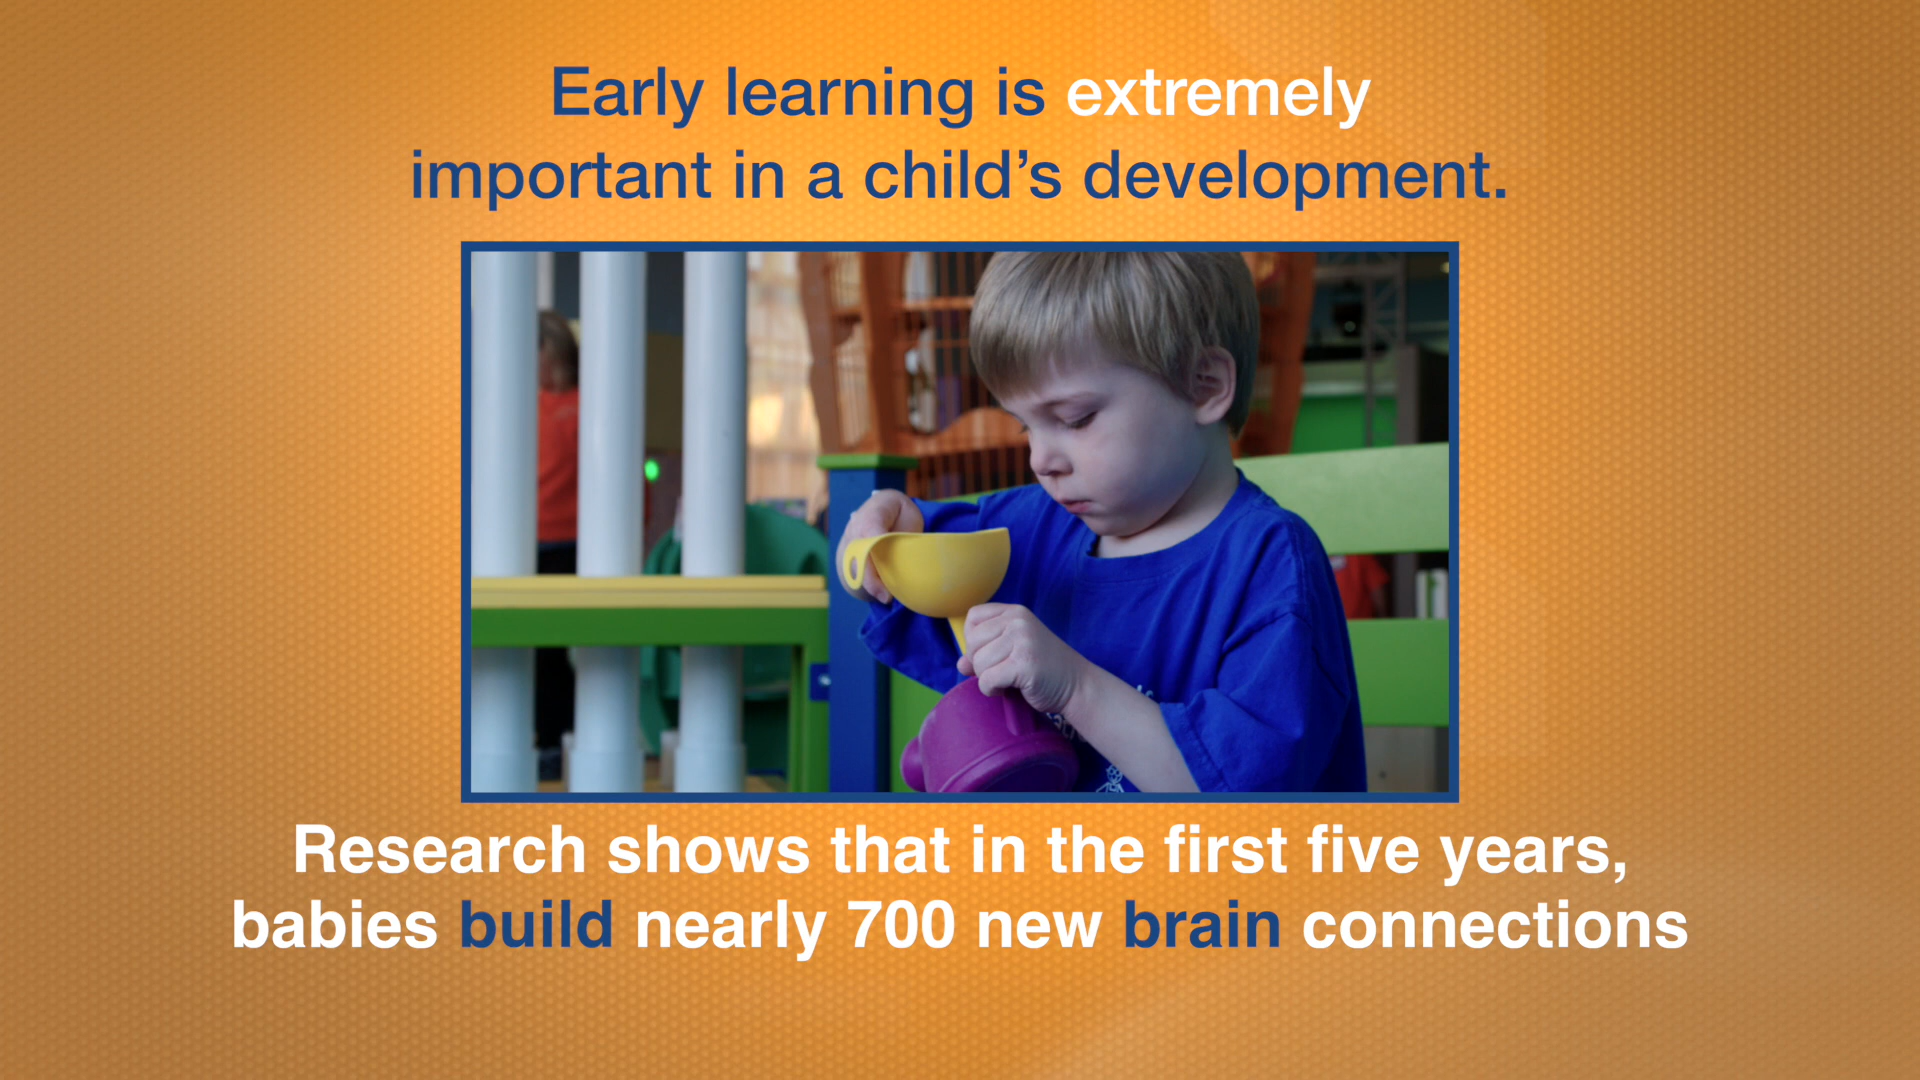 Early learning is extremely
important in a child’s development.
Research shows that in the first five years,
babies build nearly 700 new brain connections